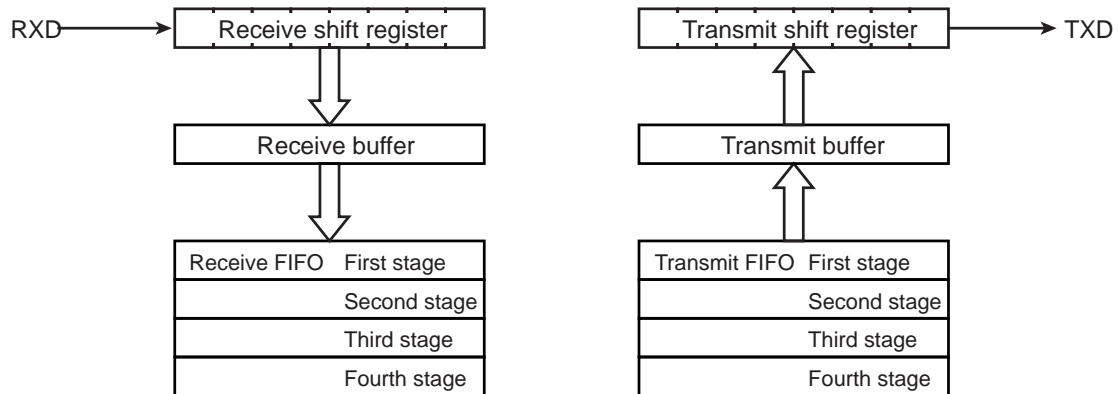 RXD
Receive shift register
Receive buffer
Receive FIFO First stage
Second stage
Third stage
Fourth stage
Transmit shift register
TXD
Transmit buffer
Transmit FIFO First stage
Second stage
Third stage
Fourth stage